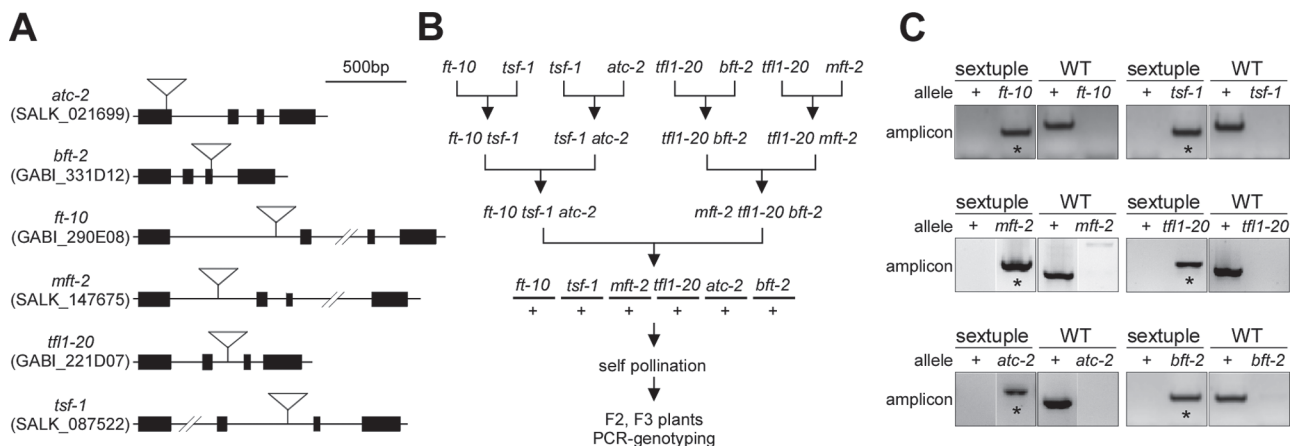 A
500bp
atc-2
(SALK_021699)
bft-2
(GABI_331D12)
ft-10
(GABI_290E08)
mft-2
(SALK_147675)
tfl1-20
(GABI_221D07)
tsf-1
(SALK_087522)
B
ft-10 tsf-1 tsf-1 atc-2 tfl1-20 bft-2 tfl1-20 mft-2
ft-10 tsf-1 tsf-1 atc-2 tfl1-20 bft-2 tfl1-20 mft-2
ft-10 tsf-1 atc-2 mft-2 tfl1-20 bft-2
ft-10 tsf-1 mft-2 tfl1-20 atc-2 bft-2
+ + + + + +
self pollination
F2, F3 plants
PCR-genotyping
C
sextuple WT sextuple WT
allele + ft-10 + ft-10 + tsf-1 + tsf-1
amplicon
* *
sextuple WT sextuple WT
allele + mft-2 + mft-2 + tfl1-20 + tfl1-20
amplicon
* *
sextuple WT sextuple WT
allele + atc-2 + atc-2 + bft-2 + bft-2
amplicon
* *